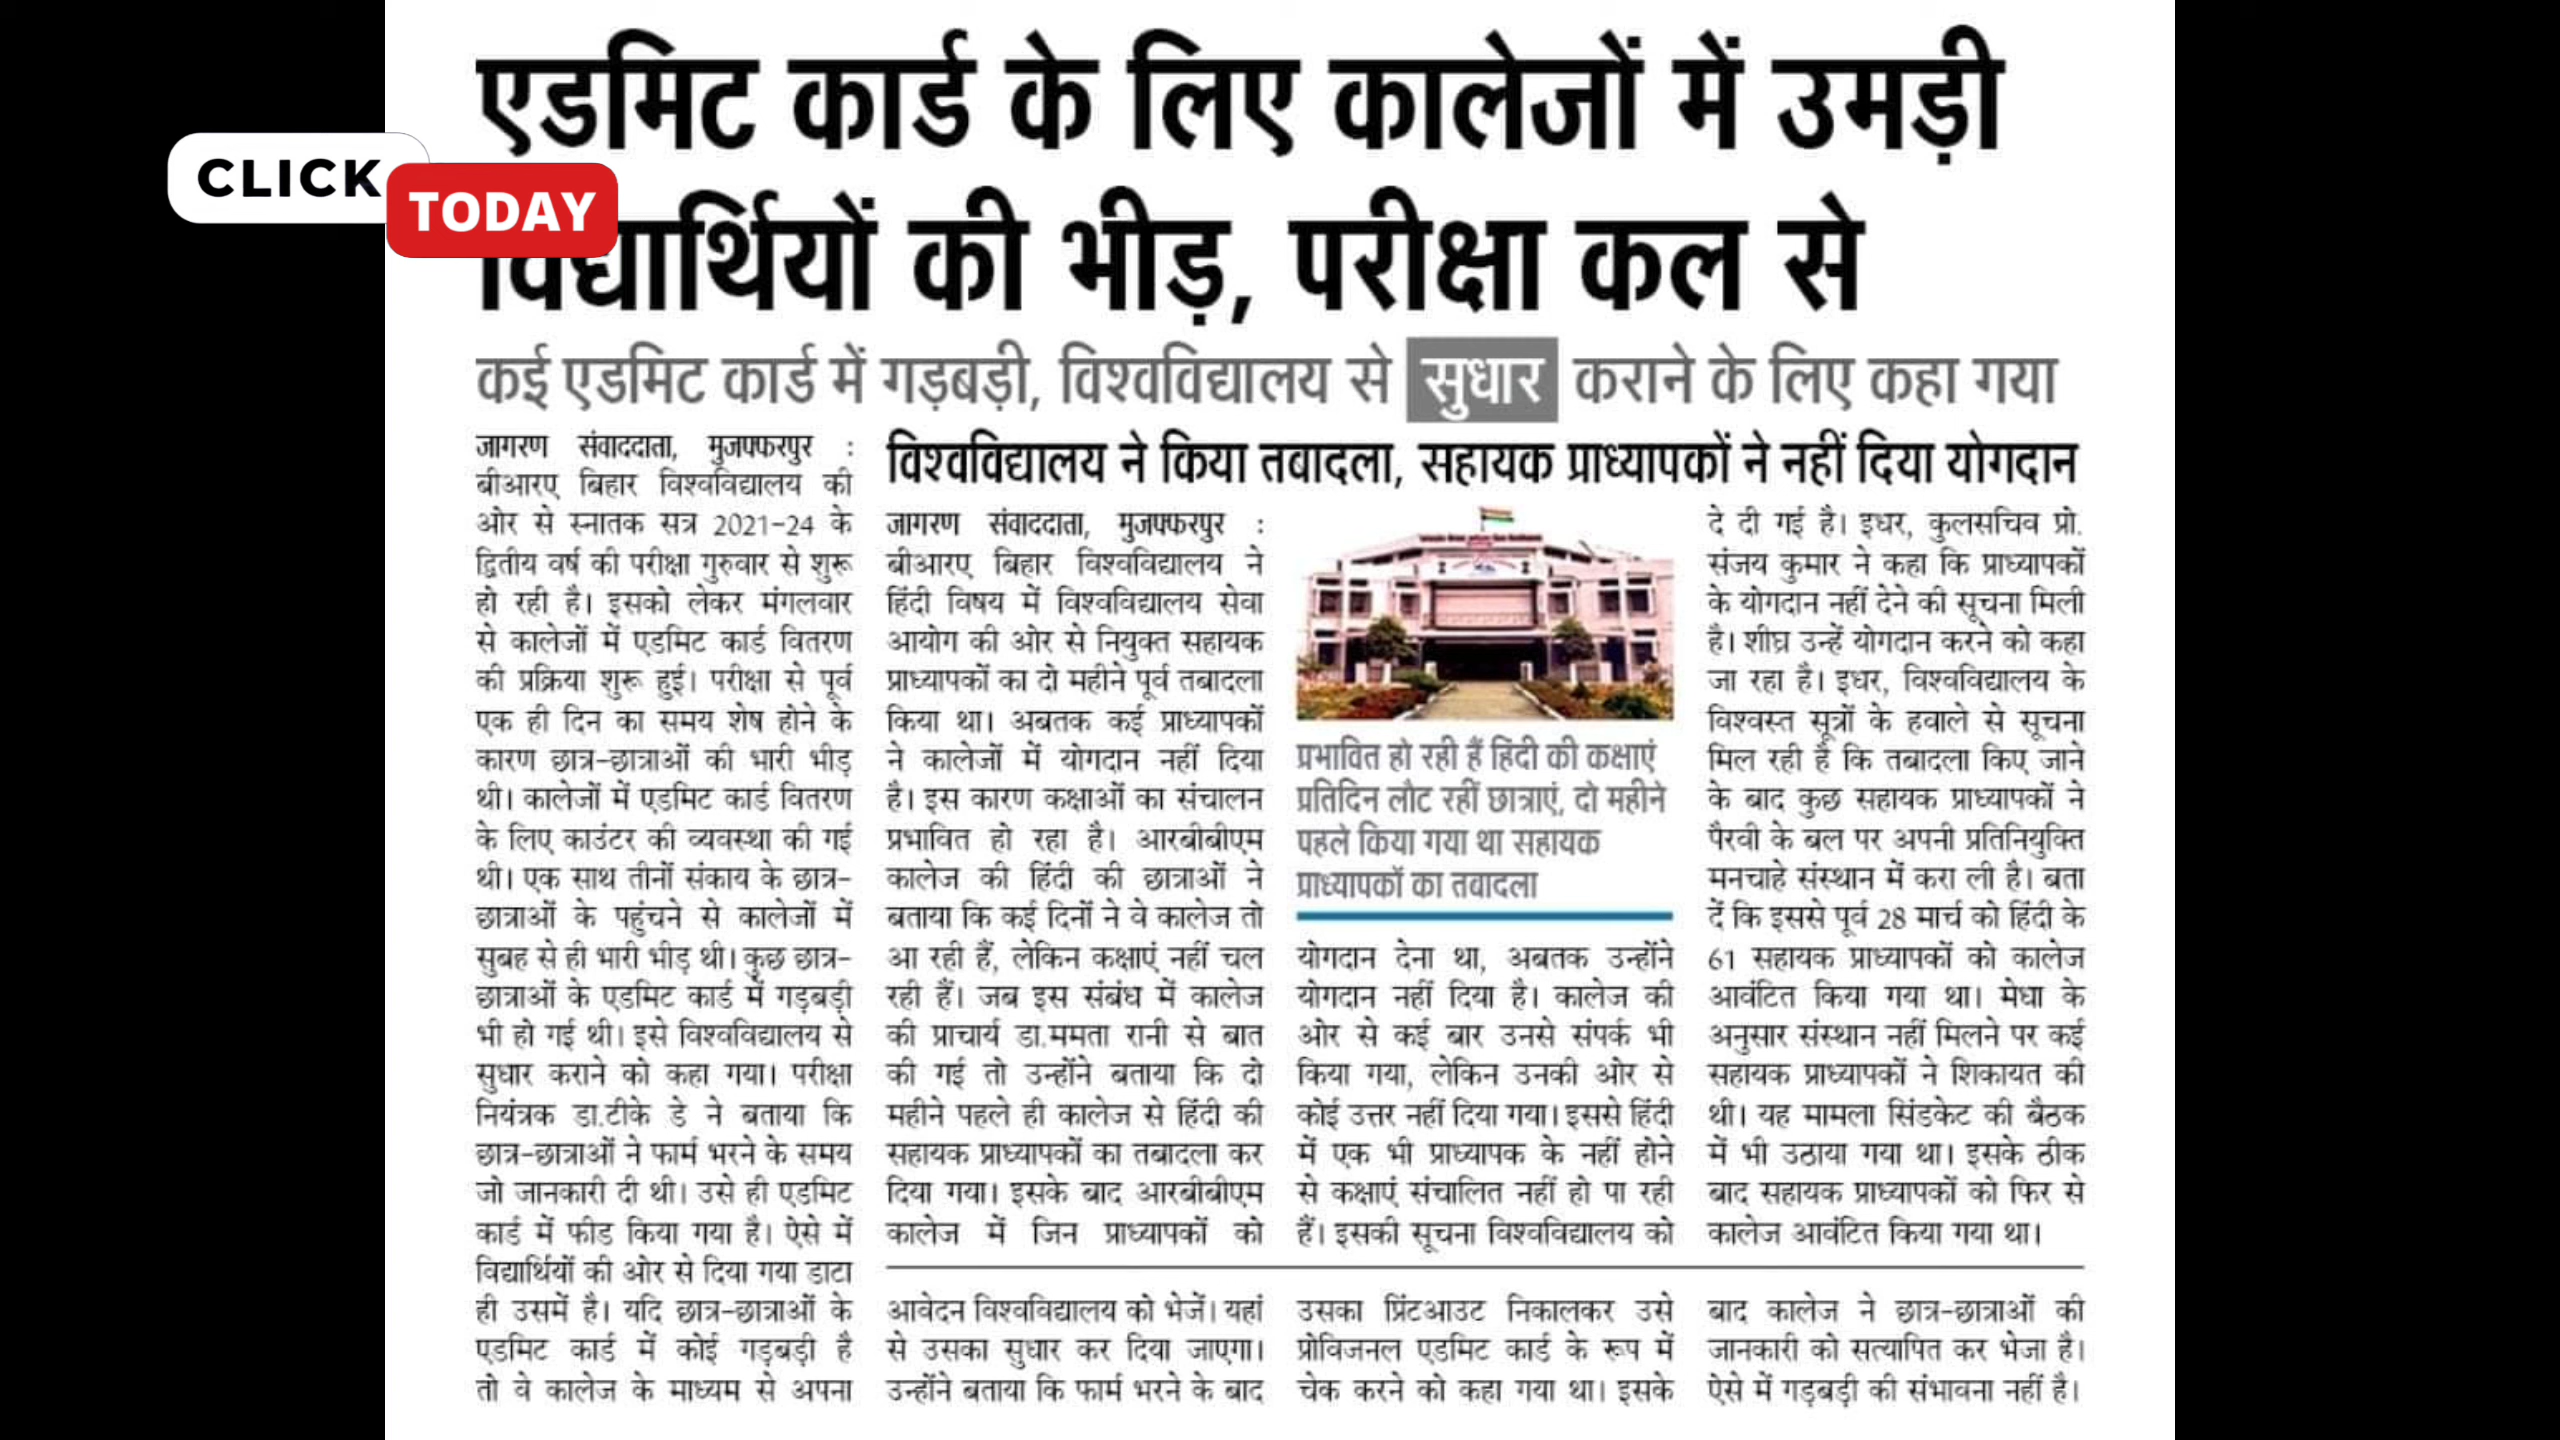 CLICK
TODAY
एडमिट कार्ड के लिए कालेजों में उमड़ी
विद्यार्थियों की भीड़, परीक्षा कल से
कई एडमिट कार्ड में गड़बड़ी, विश्वविद्यालय से सुधार कराने के लिए कहा गया
जागरण संवाददाता, मुजफ्फरपुर :
बीआरए बिहार विश्वविद्यालय की
ओर से स्नातक सत्र 2021-24 के
द्वितीय वर्ष की परीक्षा गुरुवार से शुरू
हो रही है। इसको लेकर मंगलवार
से कालेजों में एडमिट कार्ड वितरण
की प्रक्रिया शुरू हुई। परीक्षा से पूर्व
एक ही दिन का समय शेष होने के
कारण छात्र-छात्राओं की भारी भीड़
थी। कालेजों में एडमिट कार्ड वितरण
के लिए काउंटर की व्यवस्था की गई
थी। एक साथ तीनों संकाय के छात्र-
छात्राओं के पहुंचने से कालेजों में
सुबह से ही भारी भीड़ थी। कुछ छात्र-
छात्राओं के एडमिट कार्ड में गड़बड़ी
भी हो गई थी। इसे विश्वविद्यालय से
सुधार कराने को कहा गया। परीक्षा
नियंत्रक डा.टीके डे ने बताया कि
छात्र-छात्राओं ने फार्म भरने के समय
जो जानकारी दी थी। उसे ही एडमिट
कार्ड में फीड किया गया है। ऐसे में
विद्यार्थियों की ओर से दिया गया डाटा
ही उसमें है। यदि छात्र-छात्राओं के
एडमिट कार्ड में कोई गड़बड़ी है
तो वे कालेज के माध्यम से अपना
आवेदन विश्वविद्यालय को भेजें। यहां
से उसका सुधार कर दिया जाएगा।
उन्होंने बताया कि फार्म भरने के बाद
उसका प्रिंटआउट निकालकर उसे
प्रोविजनल एडमिट कार्ड के रूप में
चेक करने को कहा गया था। इसके
बाद कालेज ने छात्र-छात्राओं की
जानकारी को सत्यापित कर भेजा है।
ऐसे में गड़बड़ी की संभावना नहीं है।
विश्वविद्यालय ने किया तबादला, सहायक प्राध्यापकों ने नहीं दिया योगदान
जागरण संवाददाता, मुजफ्फरपुर :
बीआरए बिहार विश्वविद्यालय ने
हिंदी विषय में विश्वविद्यालय सेवा
आयोग की ओर से नियुक्त सहायक
प्राध्यापकों का दो महीने पूर्व तबादला
किया था। अबतक कई प्राध्यापकों
ने कालेजों में योगदान नहीं दिया
है। इस कारण कक्षाओं का संचालन
प्रभावित हो रहा है। आरबीबीएम
कालेज की हिंदी की छात्राओं ने
बताया कि कई दिनों ने वे कालेज तो
आ रही हैं, लेकिन कक्षाएं नहीं चल
रही हैं। जब इस संबंध में कालेज
की प्राचार्य डा.ममता रानी से बात
की गई तो उन्होंने बताया कि दो
महीने पहले ही कालेज से हिंदी की
सहायक प्राध्यापकों का तबादला कर
दिया गया। इसके बाद आरबीबीएम
कालेज में जिन प्राध्यापकों को
प्रभावित हो रही हैं हिंदी की कक्षाएं
प्रतिदिन लौट रहीं छात्राएं, दो महीने
पहले किया गया था सहायक
प्राध्यापकों का तबादला
योगदान देना था, अबतक उन्होंने
योगदान नहीं दिया है। कालेज की
ओर से कई बार उनसे संपर्क भी
किया गया, लेकिन उनकी ओर से
कोई उत्तर नहीं दिया गया। इससे हिंदी
में एक भी प्राध्यापक के नहीं होने
से कक्षाएं संचालित नहीं हो पा रही
हैं। इसकी सूचना विश्वविद्यालय को
दे दी गई है। इधर, कुलसचिव प्रो.
संजय कुमार ने कहा कि प्राध्यापकों
के योगदान नहीं देने की सूचना मिली
है। शीघ्र उन्हें योगदान करने को कहा
जा रहा है। इधर, विश्वविद्यालय के
विश्वस्त सूत्रों के हवाले से सूचना
मिल रही है कि तबादला किए जाने
के बाद कुछ सहायक प्राध्यापकों ने
पैरवी के बल पर अपनी प्रतिनियुक्ति
मनचाहे संस्थान में करा ली है। बता
दें कि इससे पूर्व 28 मार्च को हिंदी के
61 सहायक प्राध्यापकों को कालेज
आवंटित किया गया था। मेधा के
अनुसार संस्थान नहीं मिलने पर कई
सहायक प्राध्यापकों ने शिकायत की
थी। यह मामला सिंडकेट की बैठक
में भी उठाया गया था। इसके ठीक
बाद सहायक प्राध्यापकों को फिर से
कालेज आवंटित किया गया था।